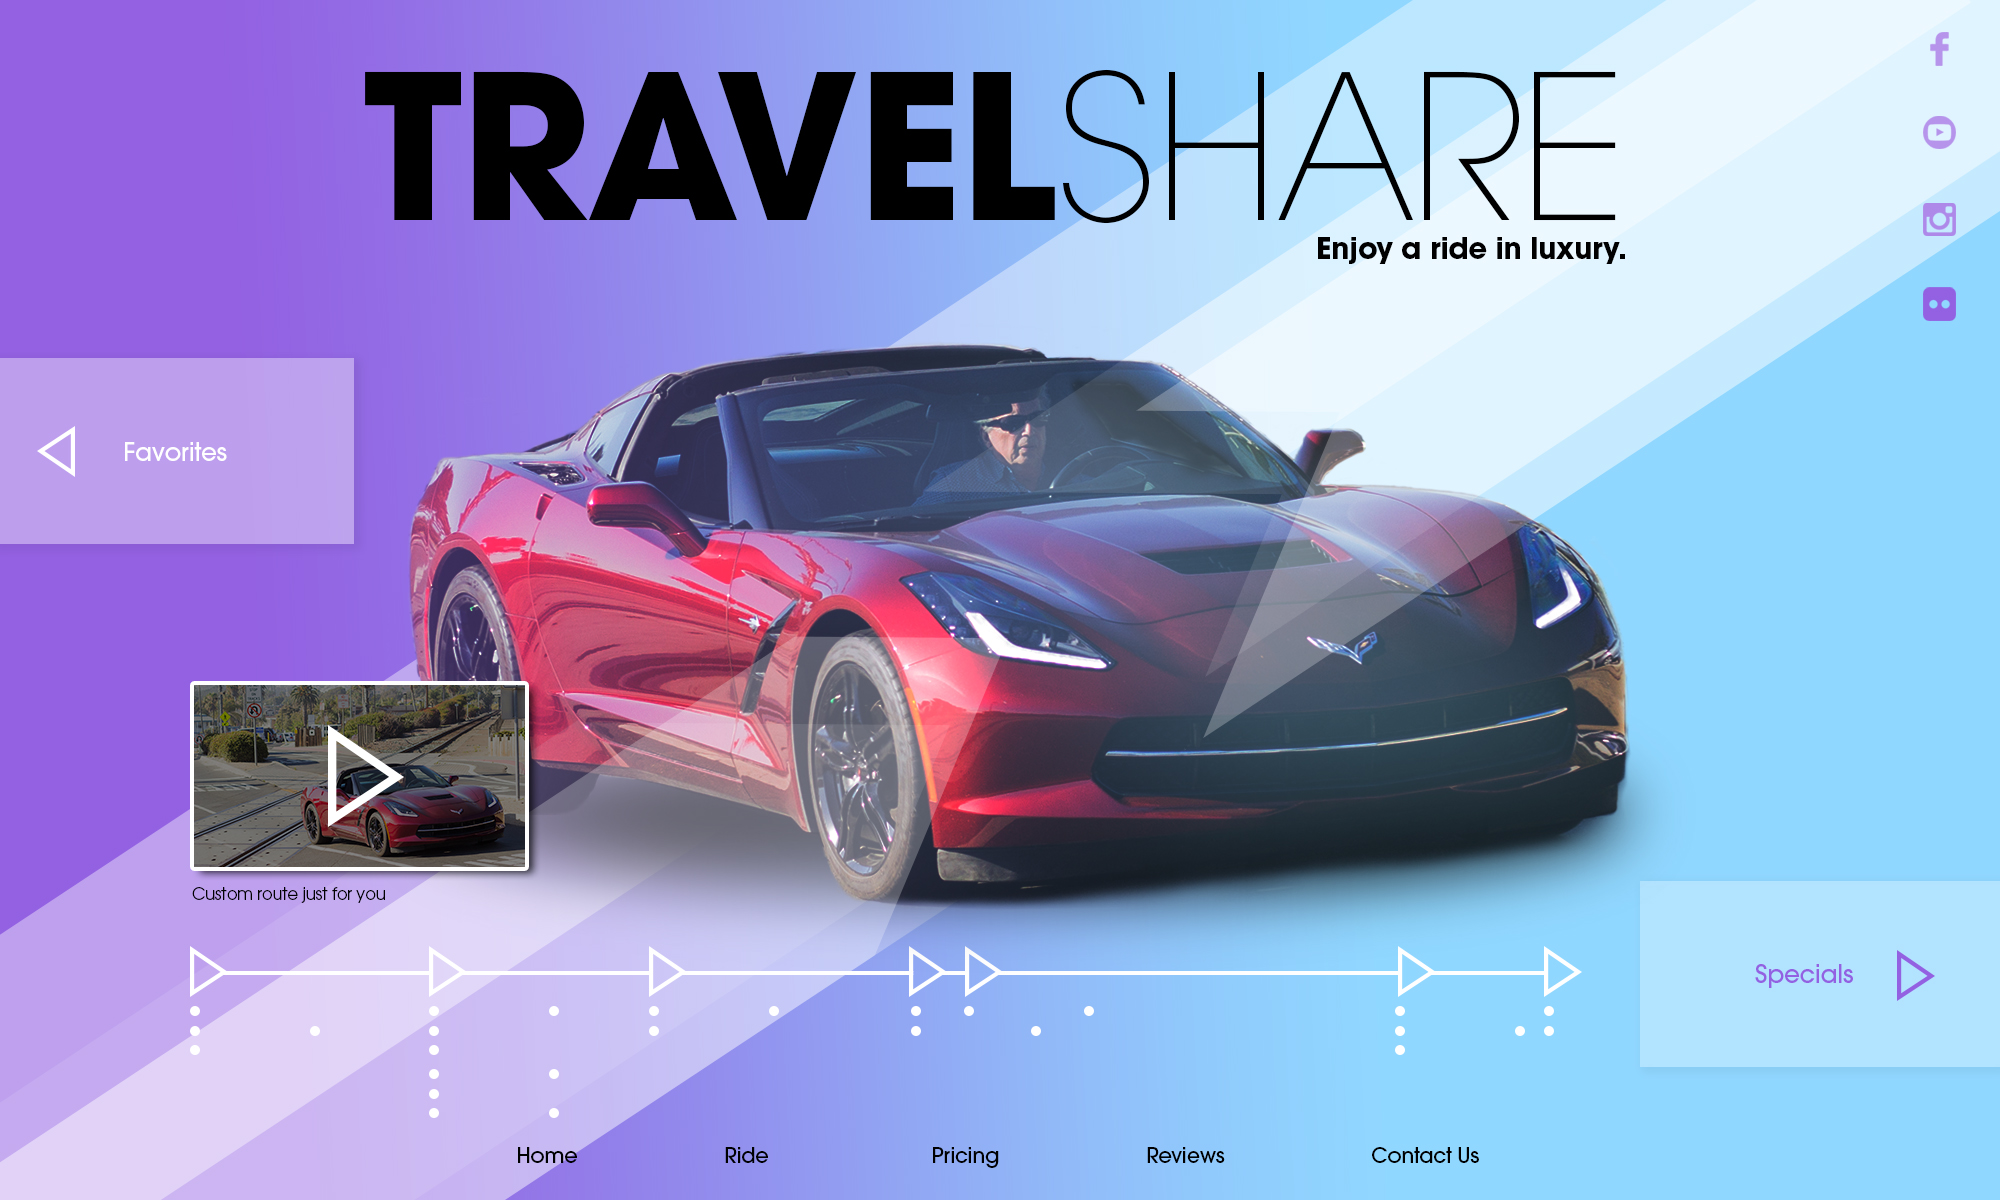 TRAVELSHARE
Enjoy a ride in luxury.
Favorites
Custom route just for you
Specials
Home
Ride
Pricing
Reviews
Contact Us